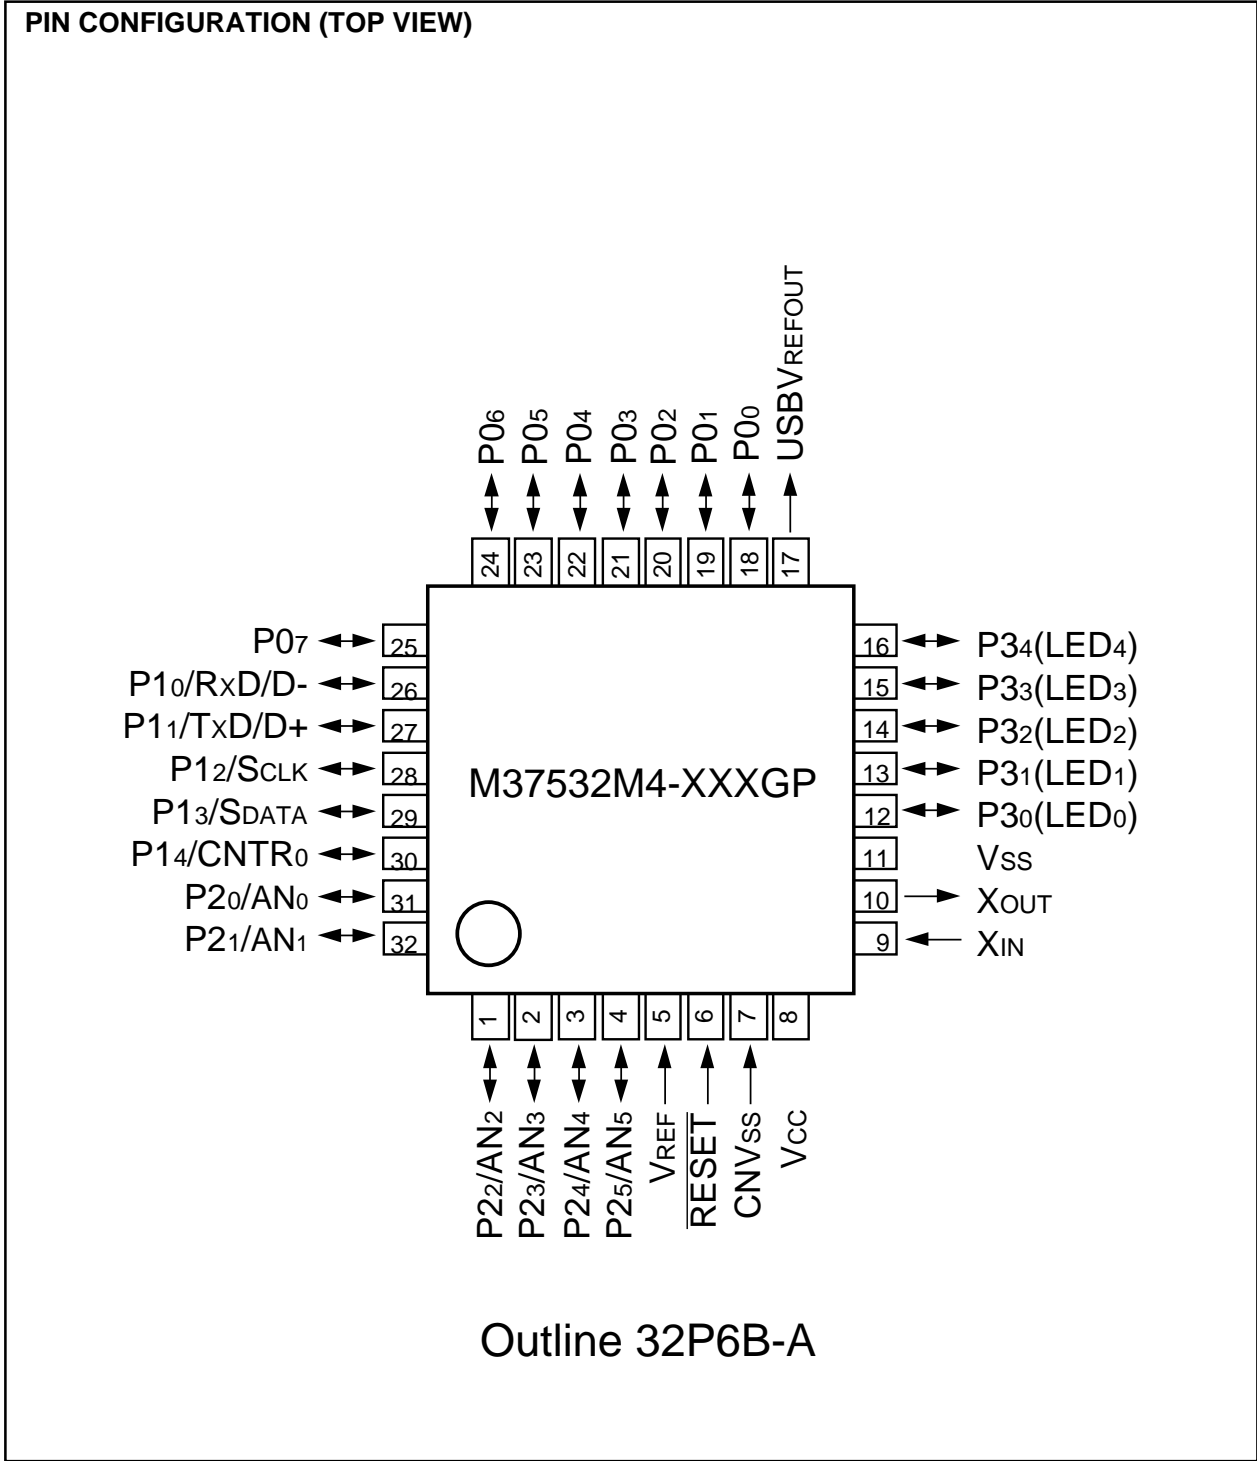 PIN CONFIGURATION (TOP VIEW)
P06
P05
P04
P03
P02
P01
P00
USBVREFOUT
24
23
22
21
20
19
18
17
P07
25
P10/RXD/D-
26
P11/TXD/D+
27
P12/SCLK
28
P13/SDATA
29
P14/CNTR0
30
P20/AN0
31
P21/AN1
32
M37532M4-XXXGP
16
P34(LED4)
15
P33(LED3)
14
P32(LED2)
13
P31(LED1)
12
P30(LED0)
11
VSS
10
XOUT
9
XIN
1
2
3
4
5
6
7
8
P22/AN2
P23/AN3
P24/AN4
P25/AN5
VREF
RESET
CNVSS
VCC
Outline 32P6B-A